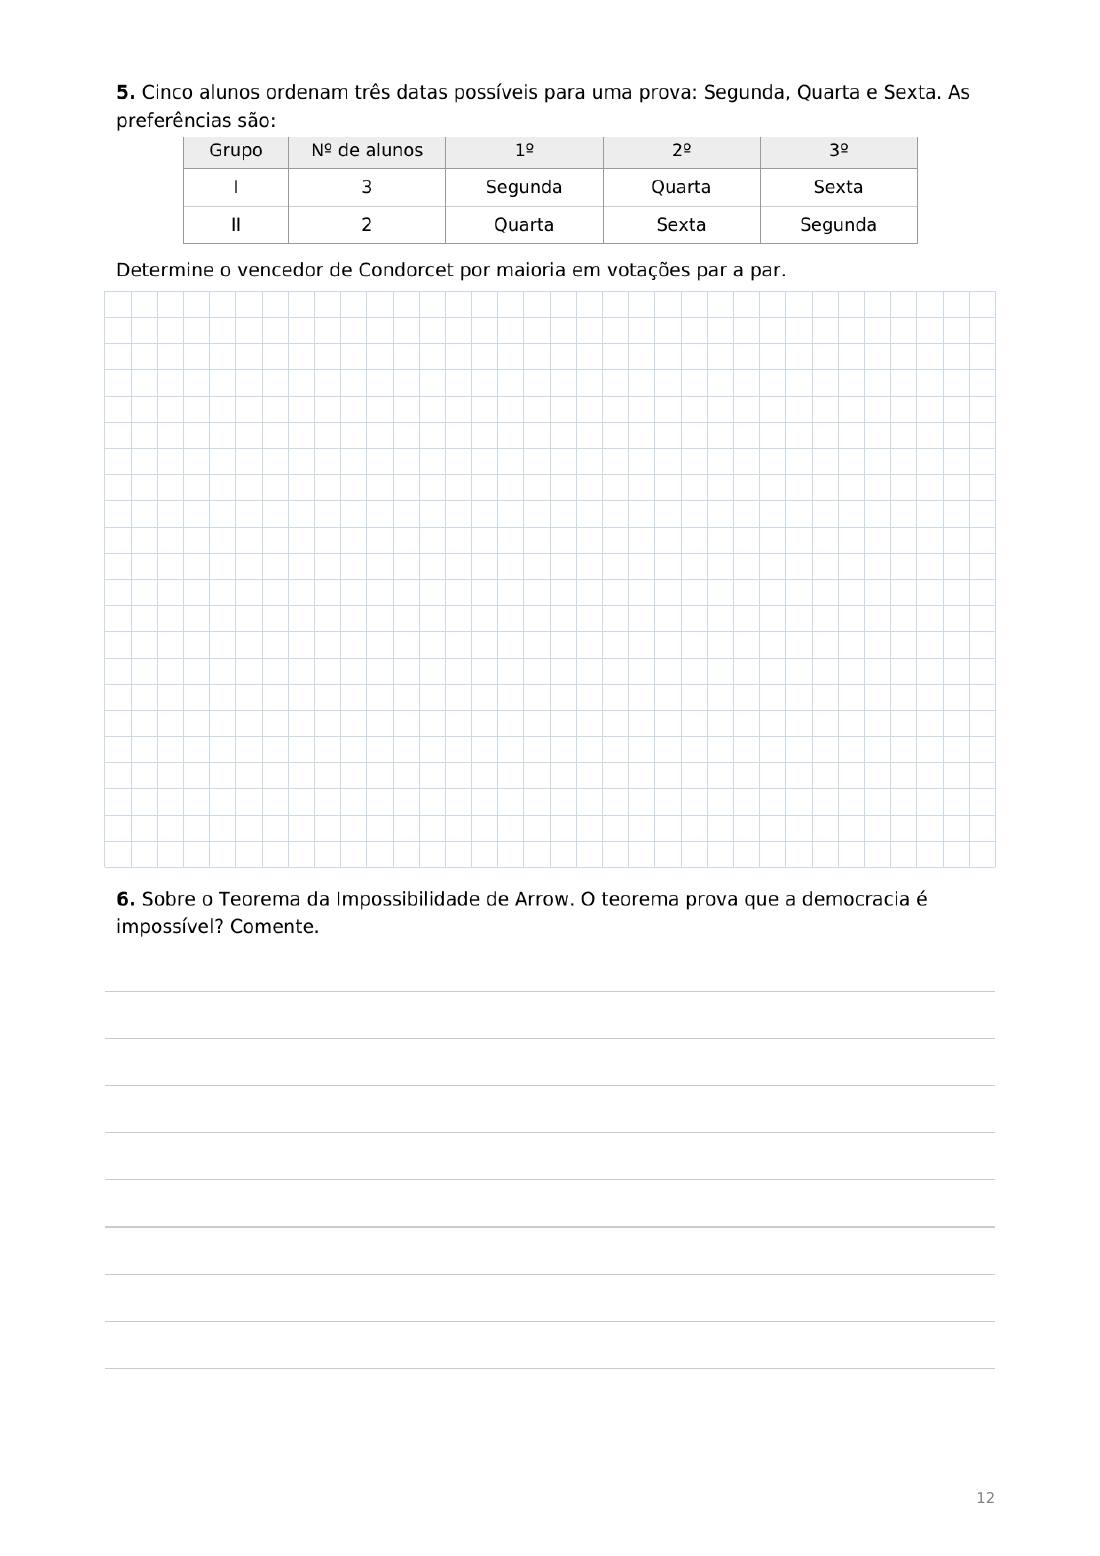 5. Cinco alunos ordenam três datas possíveis para uma prova: Segunda, Quarta e Sexta. As
preferências são:
Grupo Nº de alunos 1º 2º 3º
I 3 Segunda Quarta Sexta
II 2 Quarta Sexta Segunda
Determine o vencedor de Condorcet por maioria em votações par a par.
6. Sobre o Teorema da Impossibilidade de Arrow. O teorema prova que a democracia é
impossível? Comente.
12